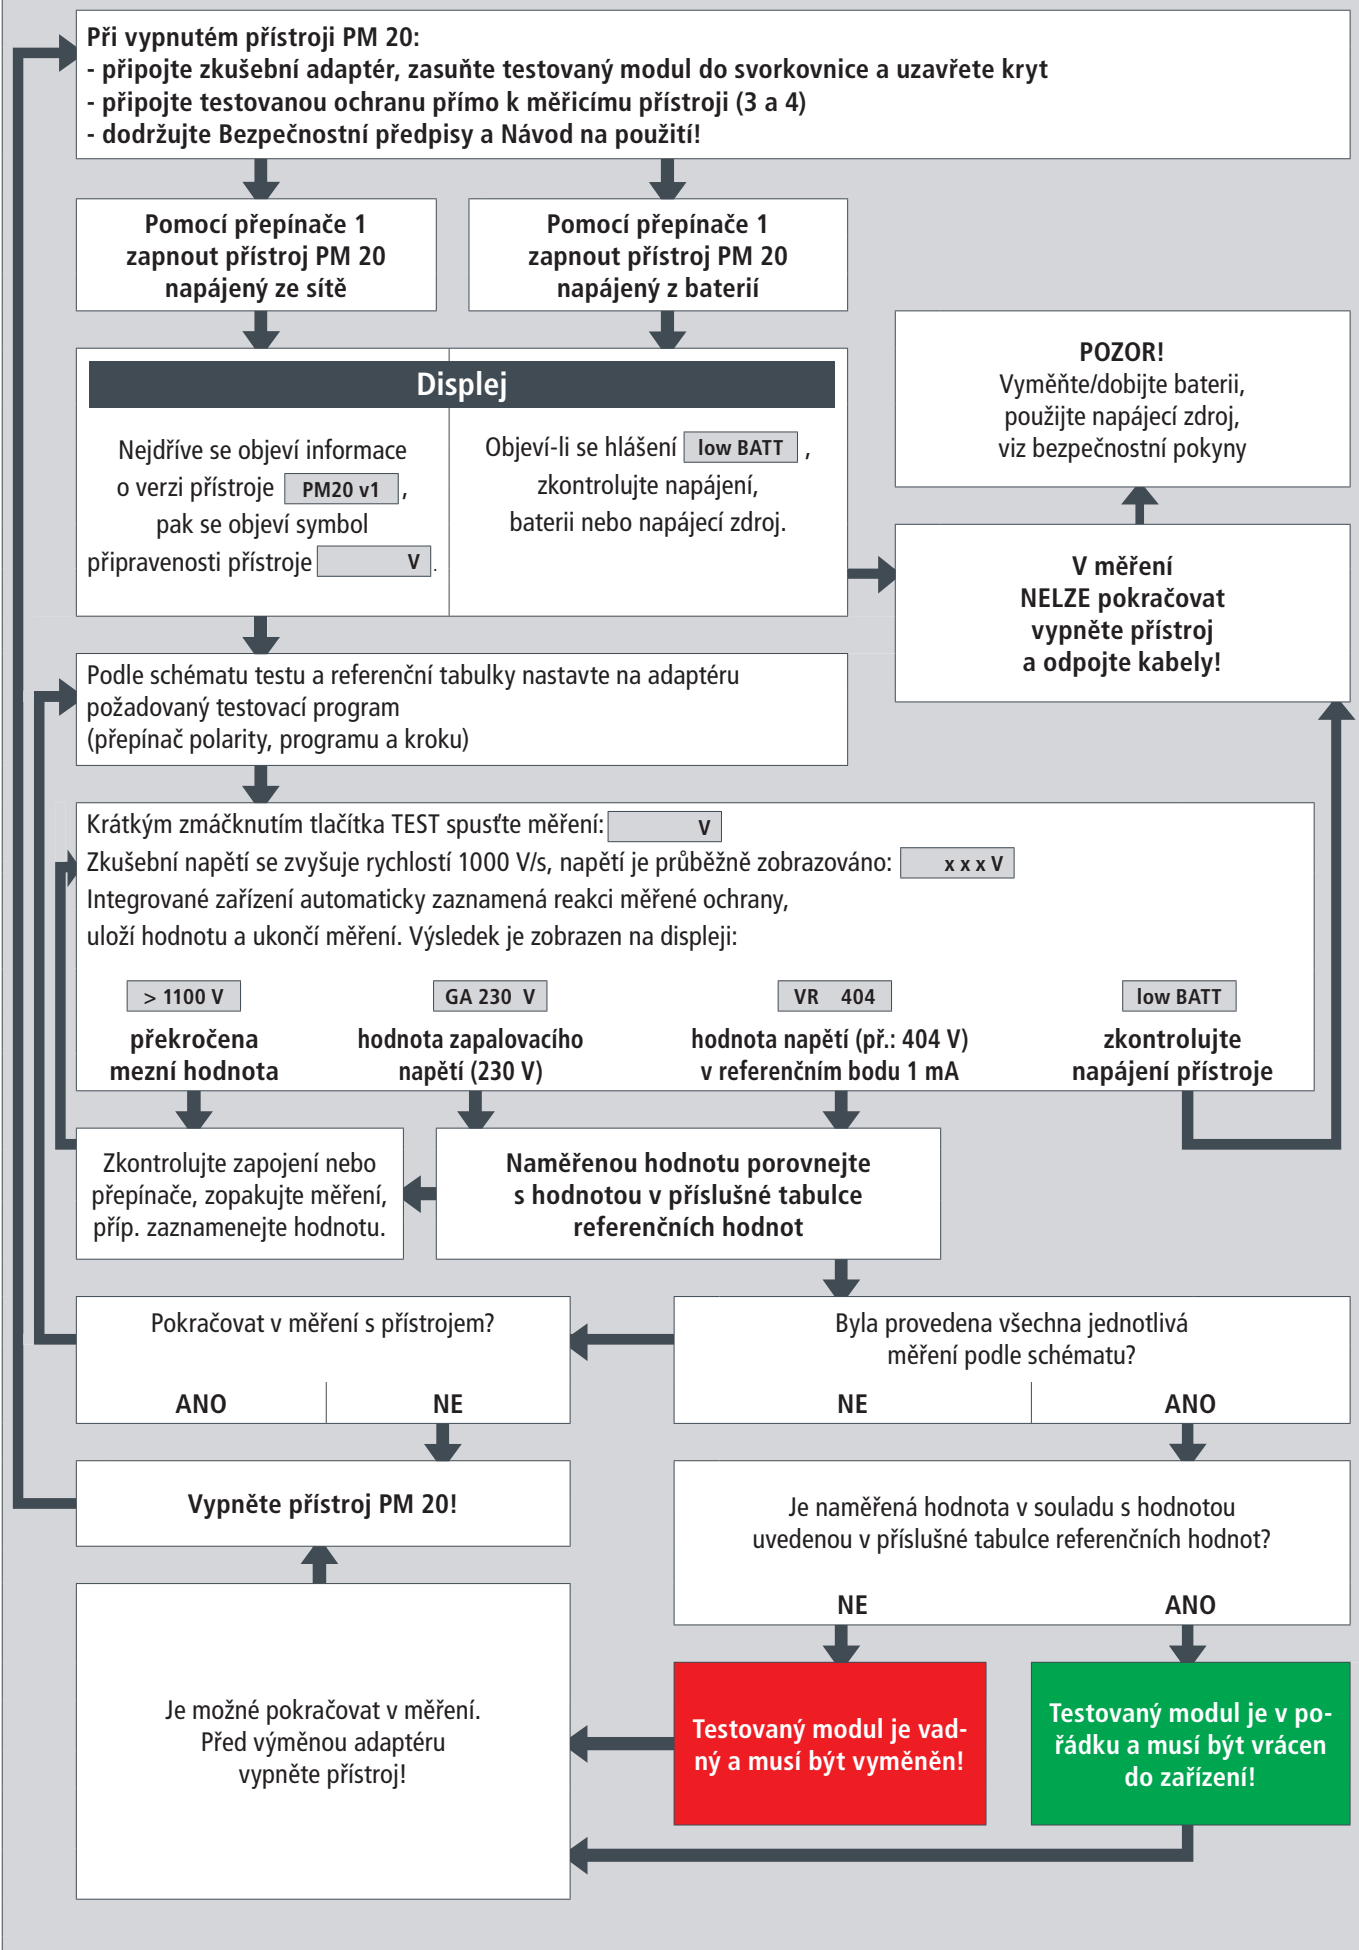 Při vypnutém přístroji PM 20:
- připojte zkušební adaptér, zasuňte testovaný modul do svorkovnice a uzavřete kryt
- připojte testovanou ochranu přímo k měřicímu přístroji (3 a 4)
- dodržujte Bezpečnostní předpisy a Návod na použití!
Pomocí přepínače 1
zapnout přístroj PM 20
napájený ze sítě
Pomocí přepínače 1
zapnout přístroj PM 20
napájený z baterií
Displej
Nejdříve se objeví informace
o verzi přístroje PM20 v1 ,
pak se objeví symbol
připravenosti přístroje V .
Objeví-li se hlášení low BATT ,
zkontrolujte napájení,
baterii nebo napájecí zdroj.
POZOR!
Vyměňte/dobijte baterii,
použijte napájecí zdroj,
viz bezpečnostní pokyny
V měření
NELZE pokračovat
vypněte přístroj
a odpojte kabely!
Podle schématu testu a referenční tabulky nastavte na adaptéru
požadovaný testovací program
(přepínač polarity, programu a kroku)
Krátkým zmáčknutím tlačítka TEST spusťte měření: V
Zkušební napětí se zvyšuje rychlostí 1000 V/s, napětí je průběžně zobrazováno: x x x V
Integrované zařízení automaticky zaznamená reakci měřené ochrany,
uloží hodnotu a ukončí měření. Výsledek je zobrazen na displeji:
> 1100 V
překročena
mezní hodnota
GA 230 V
hodnota zapalovacího
napětí (230 V)
VR 404
hodnota napětí (př.: 404 V)
v referenčním bodu 1 mA
low BATT
zkontrolujte
napájení přístroje
Zkontrolujte zapojení nebo
přepínače, zopakujte měření,
příp. zaznamenejte hodnotu.
Naměřenou hodnotu porovnejte
s hodnotou v příslušné tabulce
referenčních hodnot
Pokračovat v měření s přístrojem?
ANO NE
Byla provedena všechna jednotlivá
měření podle schématu?
NE ANO
Vypněte přístroj PM 20!
Je naměřená hodnota v souladu s hodnotou
uvedenou v příslušné tabulce referenčních hodnot?
NE ANO
Je možné pokračovat v měření.
Před výměnou adaptéru
vypněte přístroj!
Testovaný modul je vad-
ný a musí být vyměněn!
Testovaný modul je v po-
řádku a musí být vrácen
do zařízení!